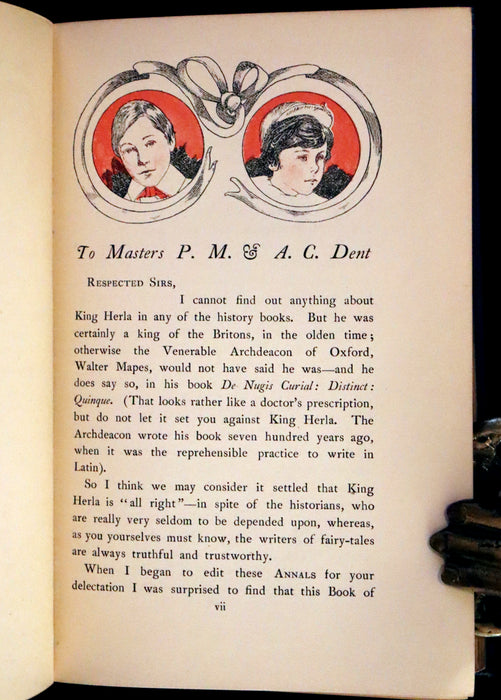 To Masters P. M. & A. C. Dent
RESPECTED SIRS,
I cannot find out anything about
King Herla in any of the history books. But he was
certainly a king of the Britons, in the olden time;
otherwise the Venerable Archdeacon of Oxford,
Walter Mapes, would not have said he was—and he
does say so, in his book De Nugis Curial: Distinct:
Quinque. (That looks rather like a doctor's prescription,
but do not let it set you against King Herla. The
Archdeacon wrote his book seven hundred years ago,
when it was the reprehensible practice to write in
Latin).
So I think we may consider it settled that King
Herla is "all right"—in spite of the historians, who
are really very seldom to be depended upon, whereas,
as you yourselves must know, the writers of fairy-tales
are always truthful and trustworthy.
When I began to edit these ANNALS for your
delectation I was surprised to find that this Book of
vii